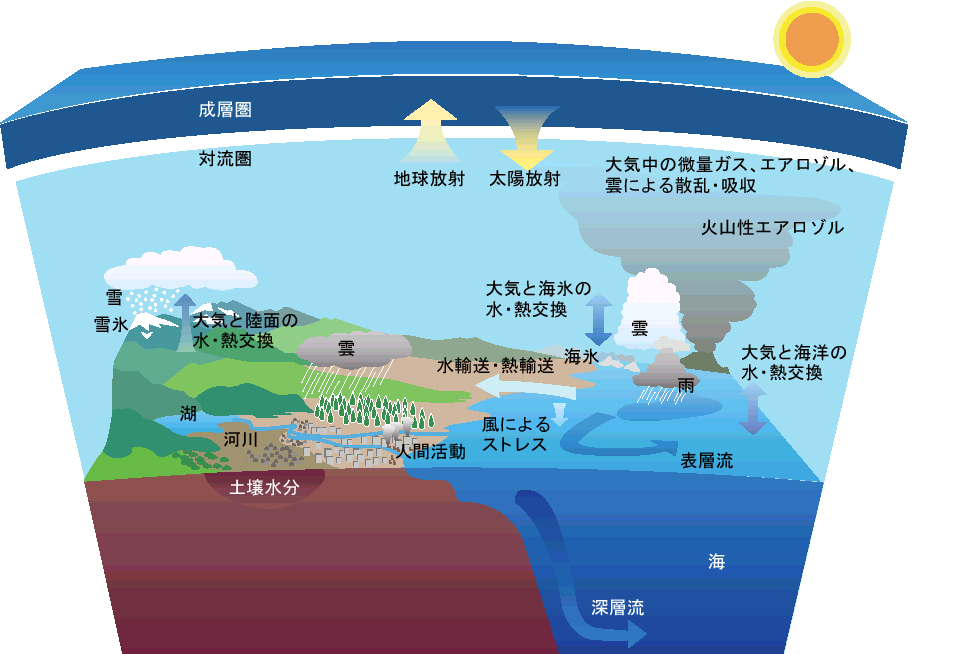 成層圏
対流圏
地球放射
太陽放射
大気中の微量ガス、エアロゾル、
雲による散乱・吸収
火山性エアロゾル
雪
雪氷
大気と陸面の
水・熱交換
雲
大気と海氷の
水・熱交換
雲
海氷
水輸送・熱輸送
大気と海洋の
水・熱交換
雨
湖
河川
人間活動
風による
ストレス
表層流
土壌水分
海
深層流